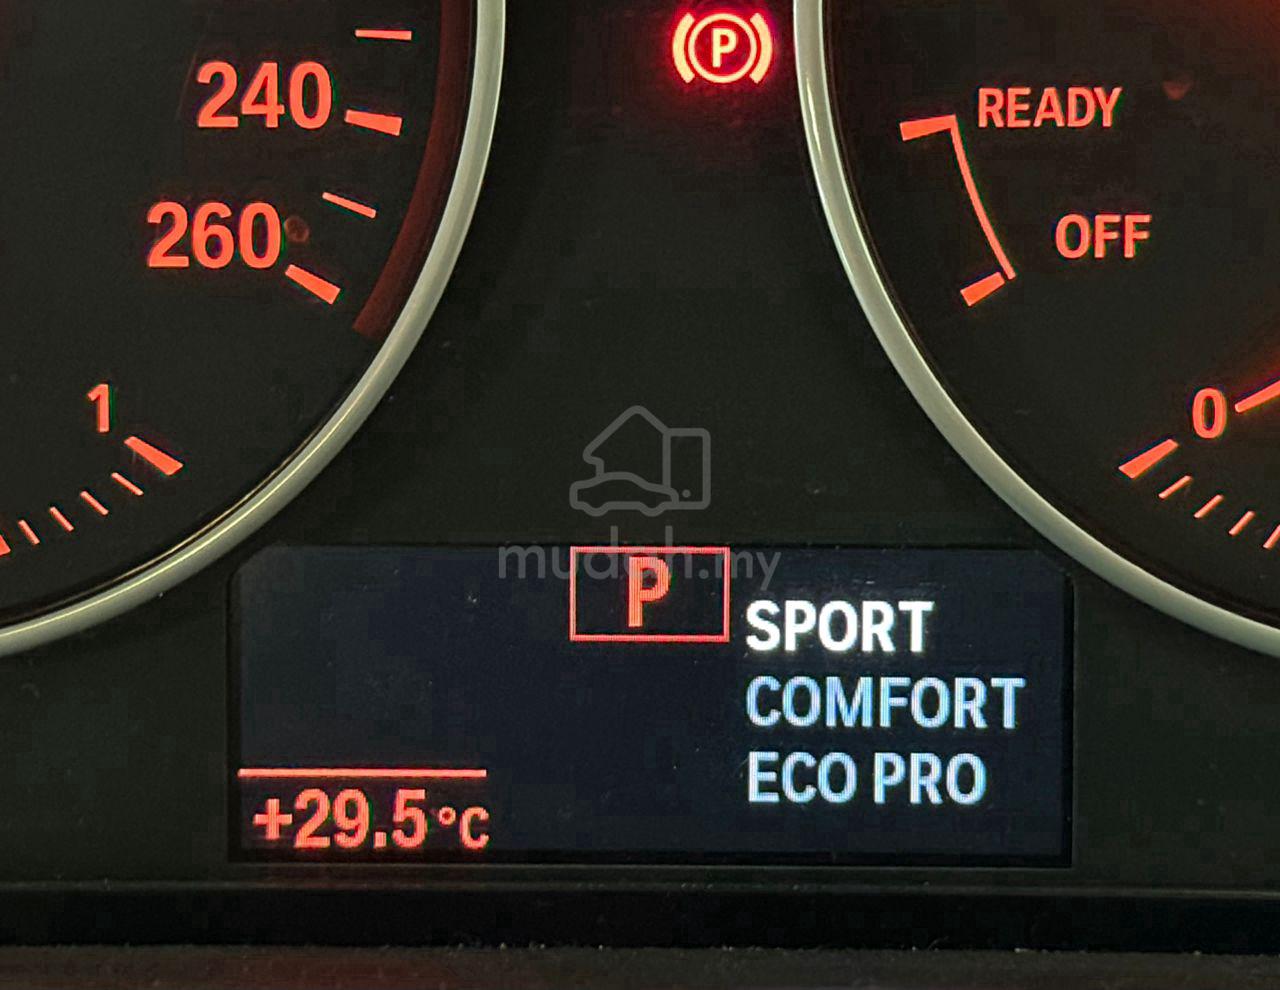 240
260
1
P
READY
OFF
0
mudah.my
P
SPORT
COMFORT
ECO PRO
+29.5°C